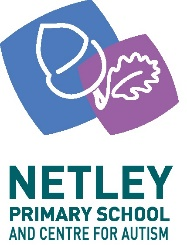 NETLEY
PRIMARY SCHOOL
AND CENTRE FOR AUTISM